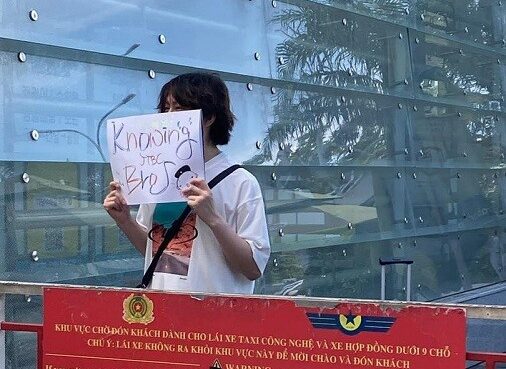 Knowing
JTBC
Bros
KHU VỰC CHỜ ĐÓN KHÁCH DÀNH CHO LÁI XE TAXI CÔNG NGHỆ VÀ XE HỢP ĐỒNG DƯỚI 9 CHỖ
CHÚ Ý: LÁI XE KHÔNG RA KHỎI KHU VỰC NÀY ĐỂ MỜI CHÀO VÀ ĐÓN KHÁCH
WARNING